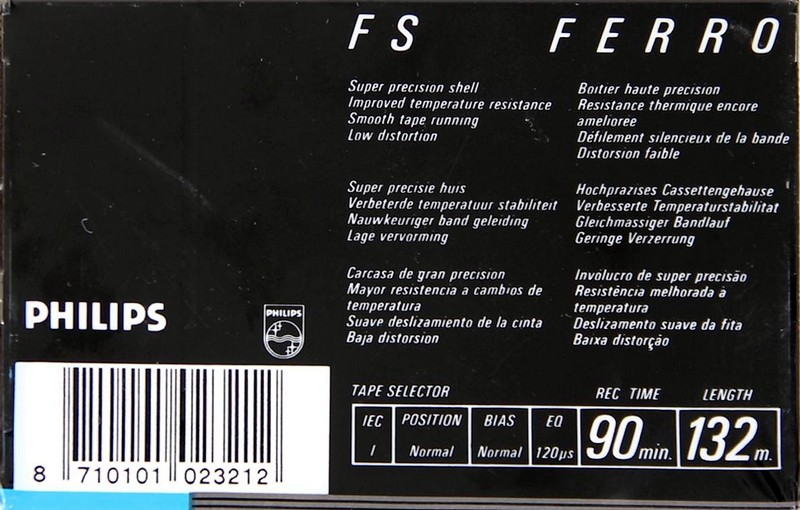 FS FERRO
Super precision shell
Improved temperature resistance
Smooth tape running
Low distortion
Boitier haute precision
Resistance thermique encore
amelioree
Défilement silencieux de la bande
Distorsion faible
Super precisie huis
Verbeterde temperatuur stabiliteit
Nauwkeuriger band geleiding
Lage vervorming
Hochprazises Cassettengehause
Verbesserte Temperaturstabilitat
Gleichmassiger Bandlauf
Geringe Verzerrung
Carcasa de gran precision
Mayor resistencia a cambios de
temperatura
Suave deslizamiento de la cinta
Baja distorsion
Invólucro de super precisão
Resistência melhorada à
temperatura
Deslizamento suave da fita
Baixa distorção
PHILIPS
PHILIPS
8 710101 023212
TAPE SELECTOR REC TIME LENGTH
IEC POSITION BIAS EQ 90 min. 132 m.
I Normal Normal 120µs